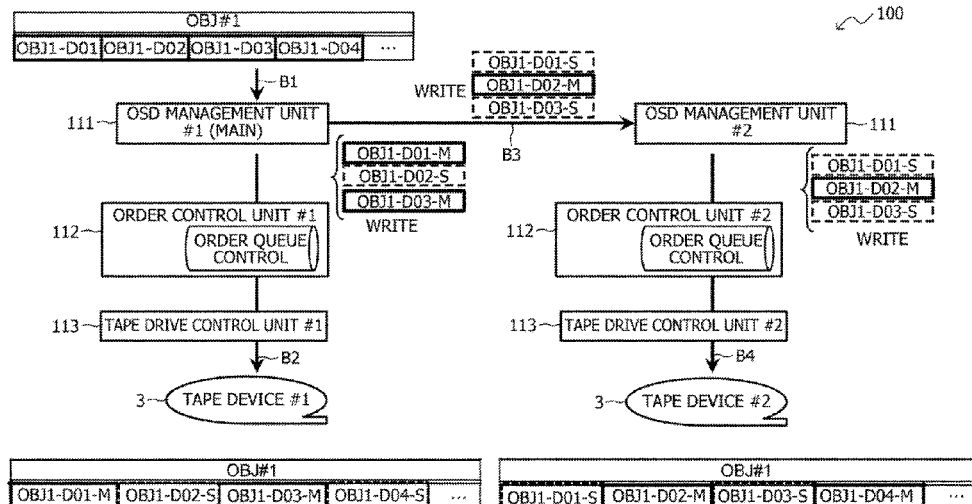 100
OBJ#1
OBJ1-D01 OBJ1-D02 OBJ1-D03 OBJ1-D04 ...
B1
WRITE
OBJ1-D01-S
OBJ1-D02-M
OBJ1-D03-S
111
OSD MANAGEMENT UNIT
#1 (MAIN)
B3
OSD MANAGEMENT UNIT
#2
111
OBJ1-D01-M
OBJ1-D02-S
OBJ1-D03-M
WRITE
OBJ1-D01-S
OBJ1-D02-M
OBJ1-D03-S
WRITE
112
ORDER CONTROL UNIT #1
ORDER QUEUE
CONTROL
112
ORDER CONTROL UNIT #2
ORDER QUEUE
CONTROL
113
TAPE DRIVE CONTROL UNIT #1
113
TAPE DRIVE CONTROL UNIT #2
B2
B4
3
TAPE DEVICE #1
3
TAPE DEVICE #2
OBJ#1
OBJ1-D01-M OBJ1-D02-S OBJ1-D03-M OBJ1-D04-S ...
OBJ#1
OBJ1-D01-S OBJ1-D02-M OBJ1-D03-S OBJ1-D04-M ...